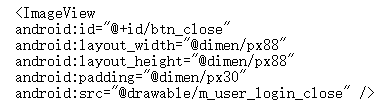 <ImageView
android:id="@+id/btn_close"
android:layout_width="@dimen/px88"
android:layout_height="@dimen/px88"
android:padding="@dimen/px30"
android:src="@drawable/m_user_login_close" />